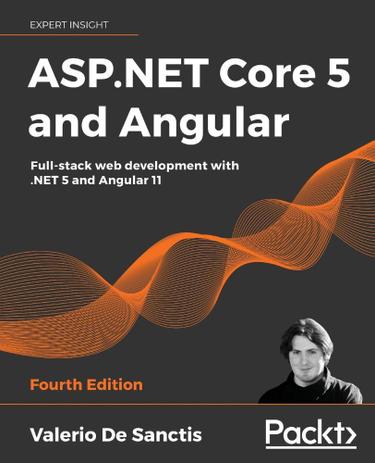 EXPERT INSIGHT
ASP.NET Core 5
and Angular
Full-stack web development with
.NET 5 and Angular 11
Fourth Edition
Valerio De Sanctis
Packt>